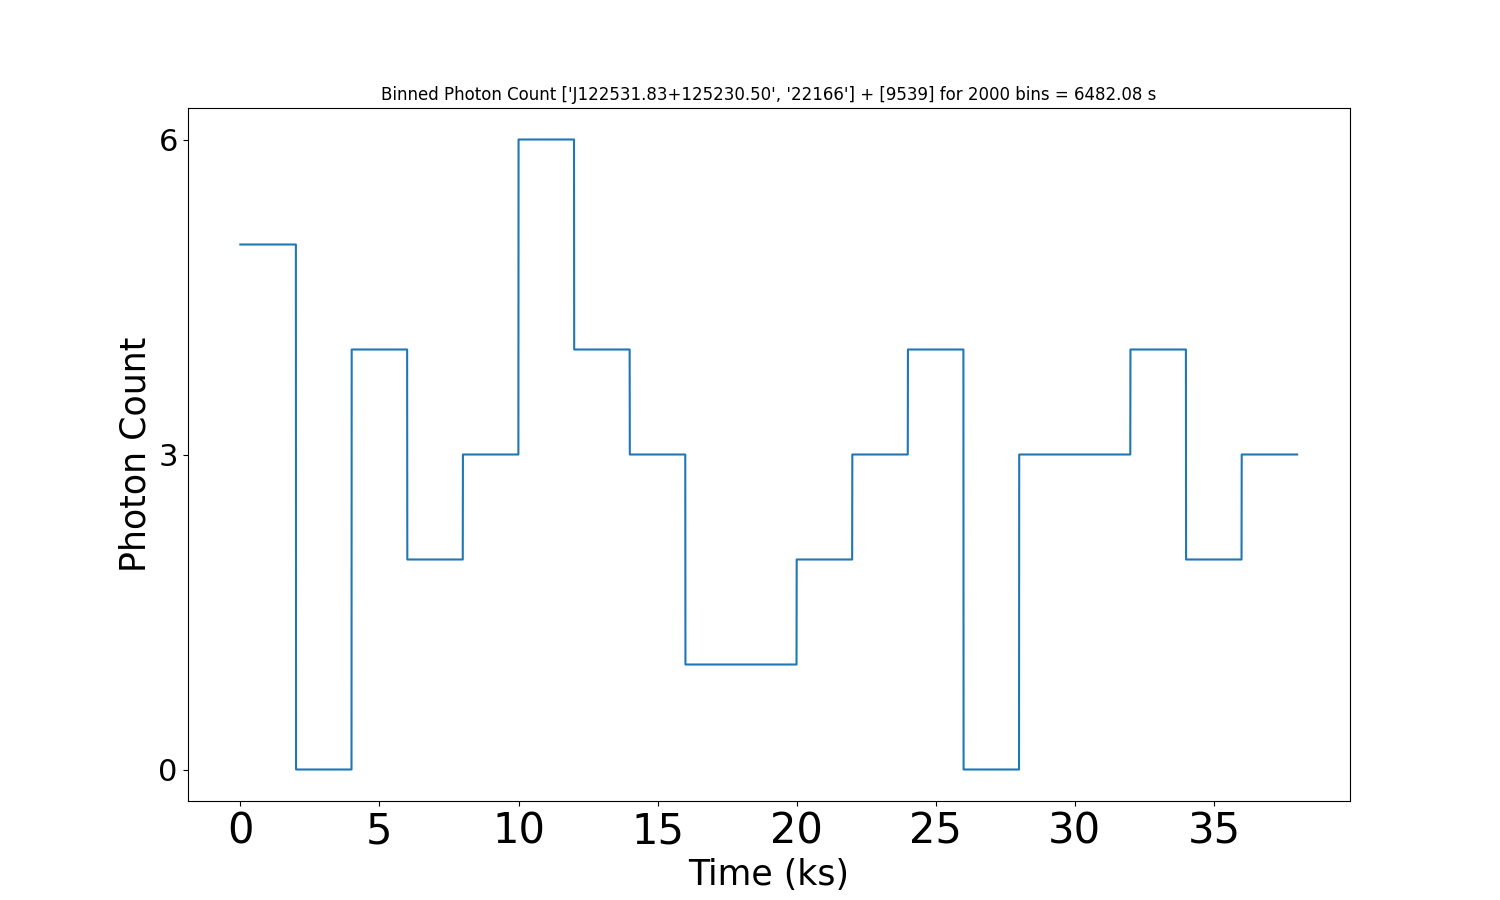 Binned Photon Count ['J122531.83+125230.50', '22166'] + [9539] for 2000 bins = 6482.08 s
6
3
0
Photon Count
0 5 10 15 20 25 30 35
Time (ks)